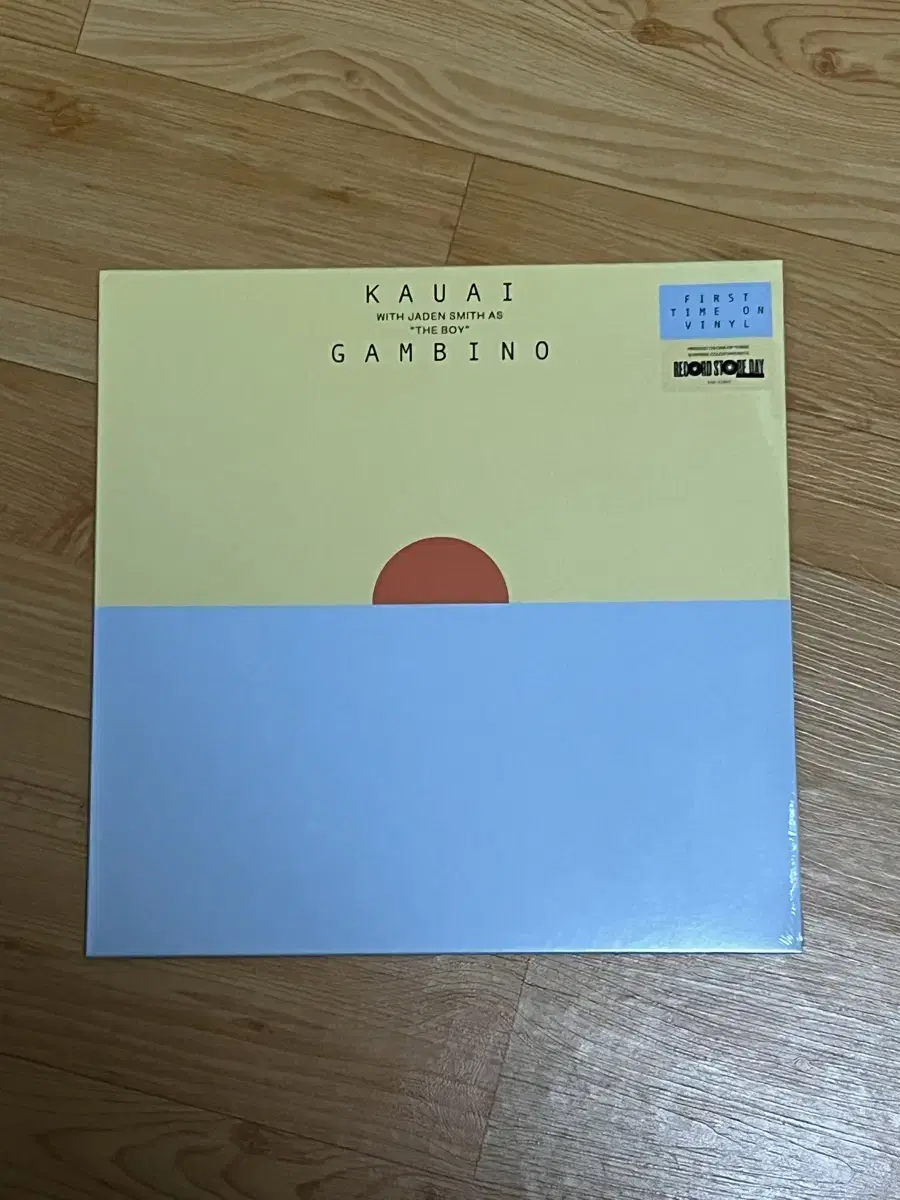 KAUAI
WITH JADEN SMITH AS
"THE BOY"
GAMBINO
FIRST
TIME ON
VINYL
RECORD STORE DAY